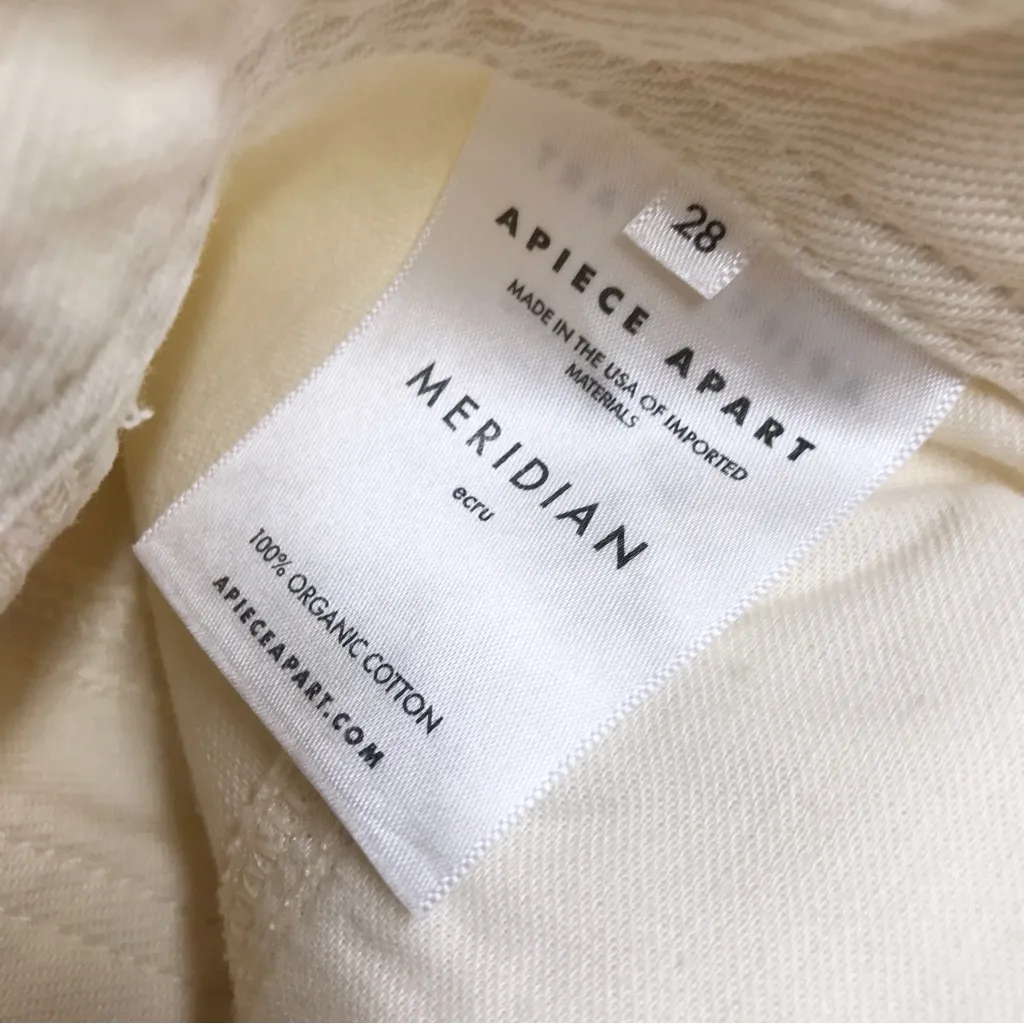 28
APIECE APART
MADE IN THE USA OF IMPORTED
MATERIALS
MERIDIAN
ecru
100% ORGANIC COTTON
APIECEAPART.COM